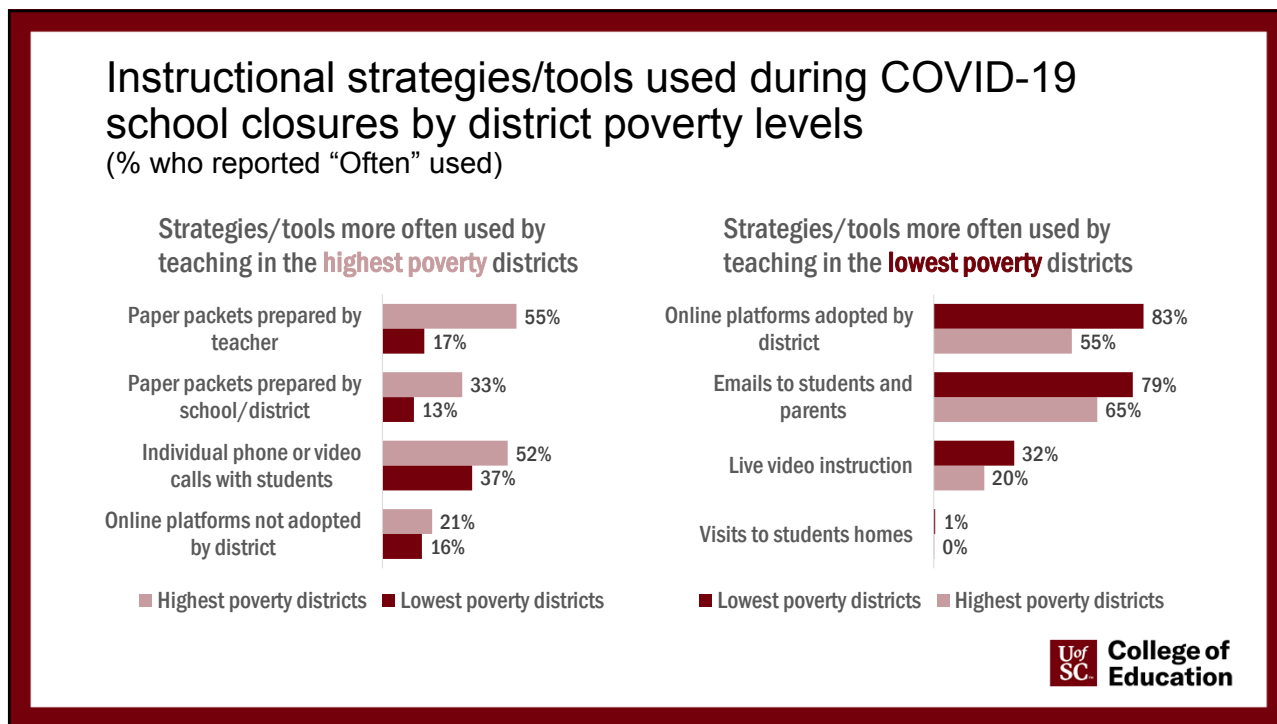 Instructional strategies/tools used during COVID-19
school closures by district poverty levels
(% who reported “Often” used)
Strategies/tools more often used by
teaching in the highest poverty districts
Paper packets prepared by
teacher
55%
17%
Paper packets prepared by
school/district
33%
13%
Individual phone or video
calls with students
52%
37%
Online platforms not adopted
by district
21%
16%
Highest poverty districts
Lowest poverty districts
Strategies/tools more often used by
teaching in the lowest poverty districts
Online platforms adopted by
district
83%
55%
Emails to students and
parents
79%
65%
Live video instruction
32%
20%
Visits to students homes
1%
0%
Lowest poverty districts
Highest poverty districts
UofSC
College of
Education